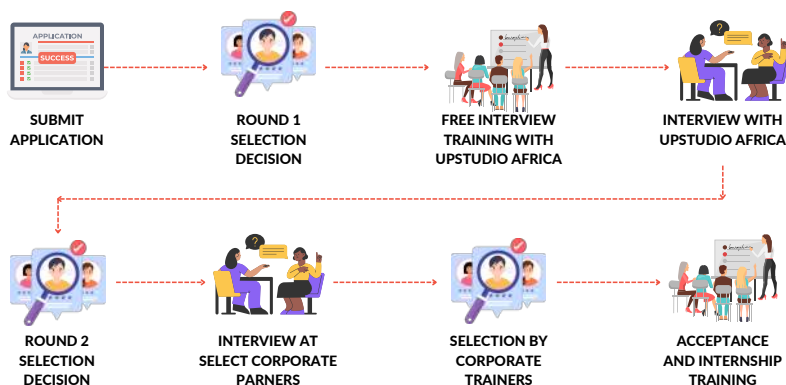 APPLICATION
SUCCESS
SUBMIT
APPLICATION
ROUND 1
SELECTION
DECISION
FREE INTERVIEW
TRAINING WITH
UPSTUDIO AFRICA
?
INTERVIEW WITH
UPSTUDIO AFRICA
ROUND 2
SELECTION
DECISION
?
INTERVIEW AT
SELECT CORPORATE
PARNERS
SELECTION BY
CORPORATE
TRAINERS
ACCEPTANCE
AND INTERNSHIP
TRAINING